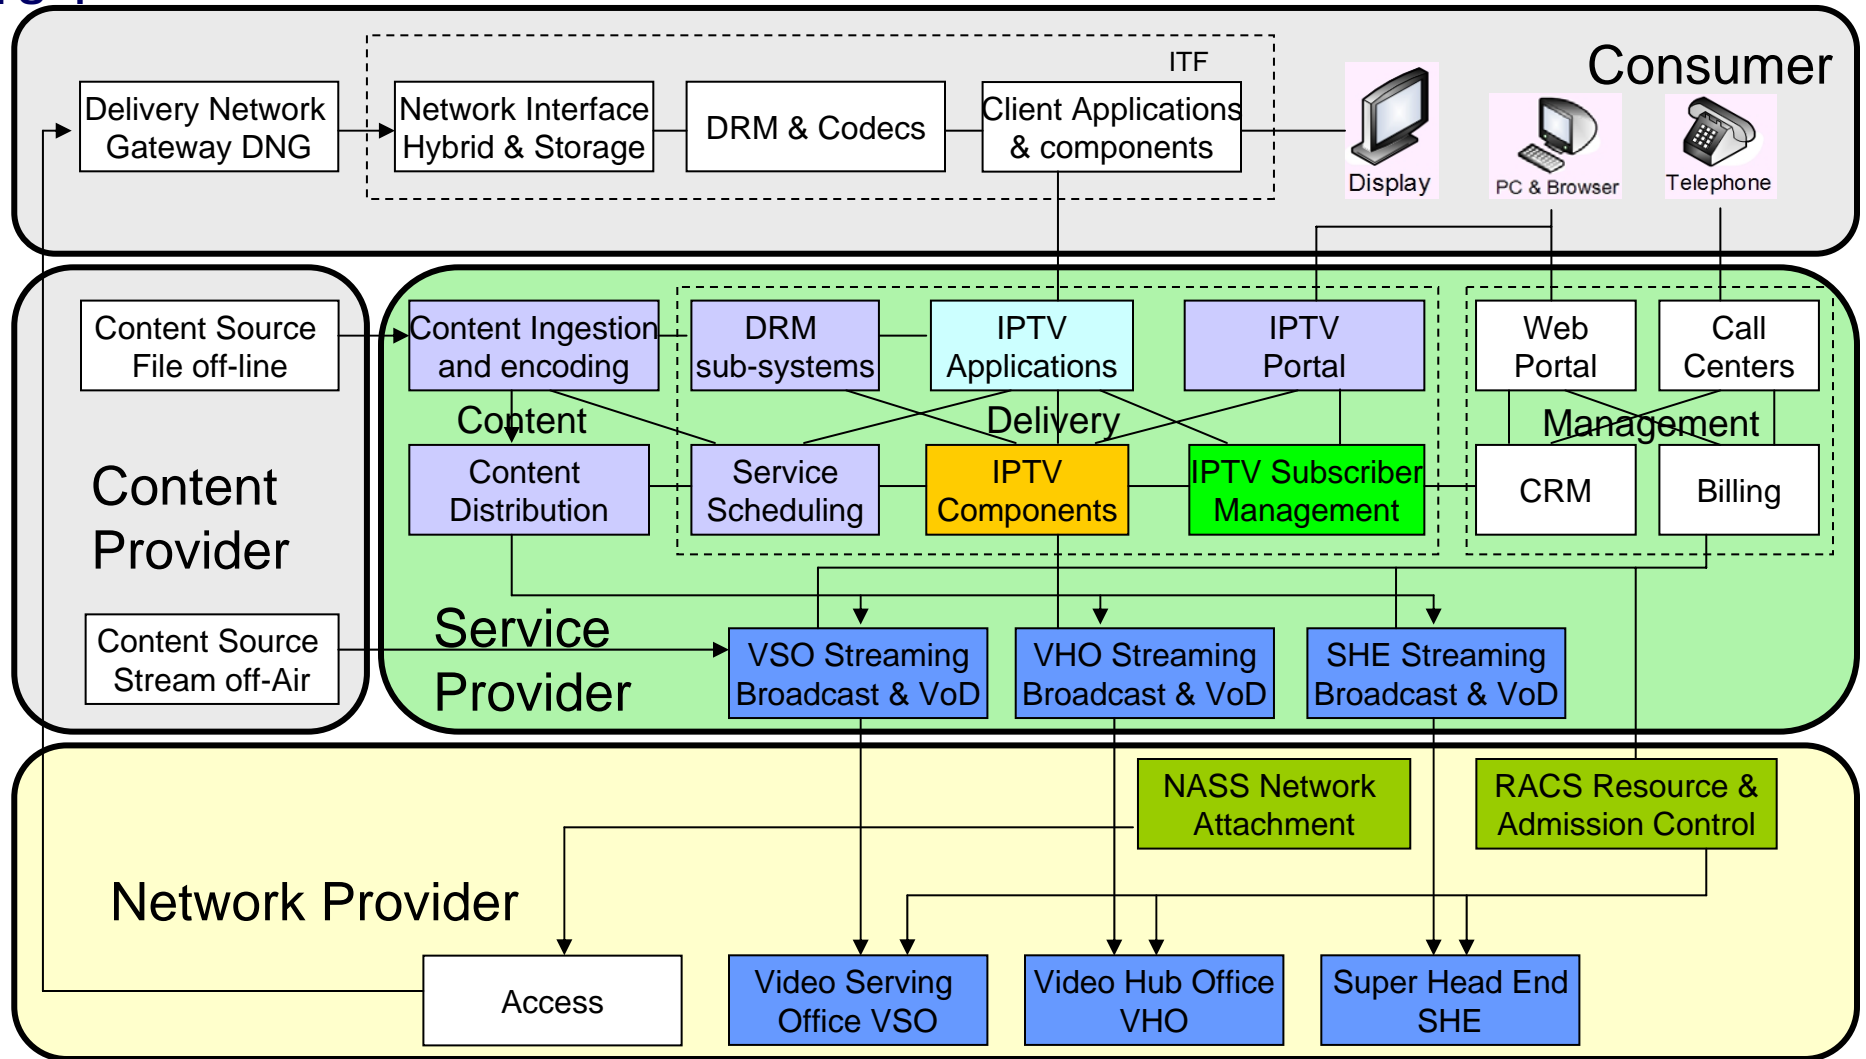 ITF
Consumer
Delivery Network
Gateway DNG
Network Interface
Hybrid & Storage
DRM & Codecs
Client Applications
& components
Display
PC & Browser
Telephone
Content Source
File off-line
Content
Provider
Content Source
Stream off-Air
Content Ingestion
and encoding
DRM
sub-systems
IPTV
Applications
IPTV
Portal
Web
Portal
Call
Centers
Content
Delivery
Management
Content
Distribution
Service
Scheduling
IPTV
Components
IPTV Subscriber
Management
CRM
Billing
Service
Provider
VSO Streaming
Broadcast & VoD
VHO Streaming
Broadcast & VoD
SHE Streaming
Broadcast & VoD
NASS Network
Attachment
RACS Resource &
Admission Control
Network Provider
Access
Video Serving
Office VSO
Video Hub Office
VHO
Super Head End
SHE